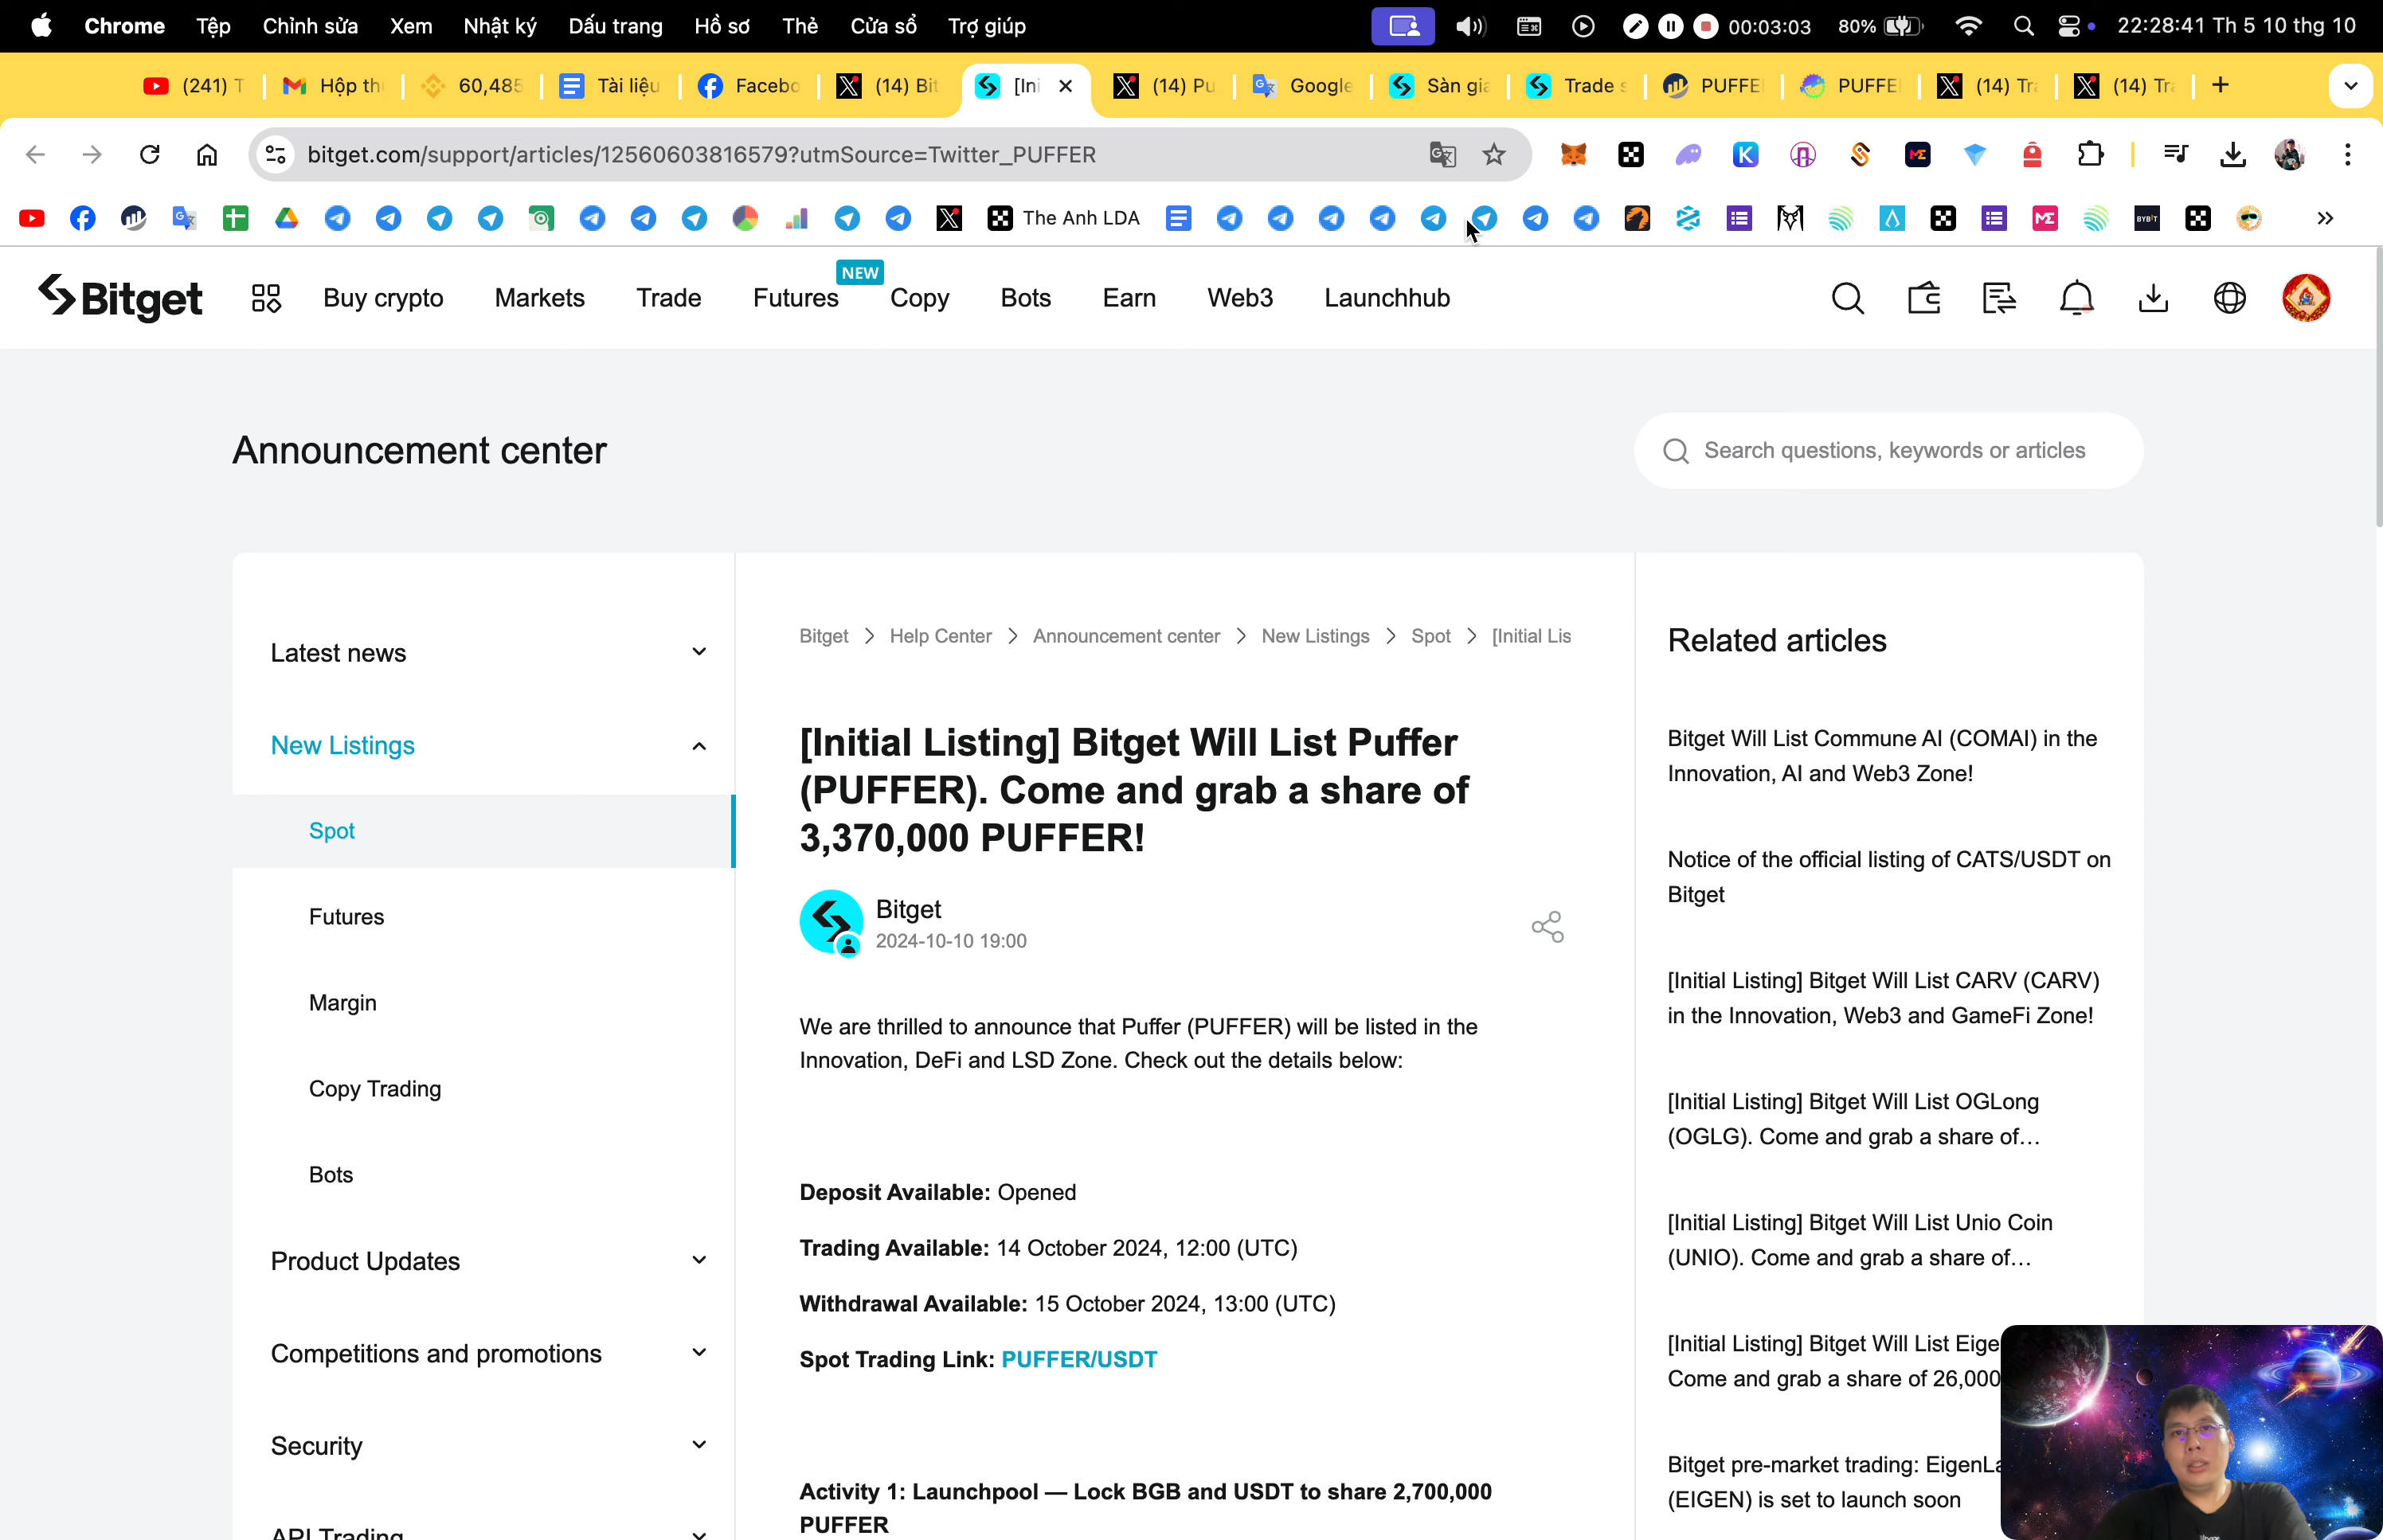 Chrome Tệp Chỉnh sửa Xem Nhật ký Dấu trang Hồ sơ Thẻ Cửa sổ Trợ giúp 00:03:03 80% 22:28:41 Th 5 10 thg 10
(241) T Hộp th 60,485 Tài liệu Facebo (14) Bit [Ini (14) Pu Google Sàn gia Trade s PUFFE PUFFE (14) Tr (14) Tr
bitget.com/support/articles/12560603816579?utmSource=Twitter_PUFFER
The Anh LDA BYBIT
Bitget Buy crypto Markets Trade Futures NEW Copy Bots Earn Web3 Launchhub
Announcement center
Search questions, keywords or articles
Latest news
New Listings
Spot
Futures
Margin
Copy Trading
Bots
Product Updates
Competitions and promotions
Security
API Trading
Bitget > Help Center > Announcement center > New Listings > Spot > [Initial Lis
[Initial Listing] Bitget Will List Puffer
(PUFFER). Come and grab a share of
3,370,000 PUFFER!
Bitget
2024-10-10 19:00
We are thrilled to announce that Puffer (PUFFER) will be listed in the
Innovation, DeFi and LSD Zone. Check out the details below:
Deposit Available: Opened
Trading Available: 14 October 2024, 12:00 (UTC)
Withdrawal Available: 15 October 2024, 13:00 (UTC)
Spot Trading Link: PUFFER/USDT
Activity 1: Launchpool — Lock BGB and USDT to share 2,700,000
PUFFER
Related articles
Bitget Will List Commune AI (COMAI) in the
Innovation, AI and Web3 Zone!
Notice of the official listing of CATS/USDT on
Bitget
[Initial Listing] Bitget Will List CARV (CARV)
in the Innovation, Web3 and GameFi Zone!
[Initial Listing] Bitget Will List OGLong
(OGLG). Come and grab a share of…
[Initial Listing] Bitget Will List Unio Coin
(UNIO). Come and grab a share of…
[Initial Listing] Bitget Will List Eige
Come and grab a share of 26,000
Bitget pre-market trading: EigenLa
(EIGEN) is set to launch soon